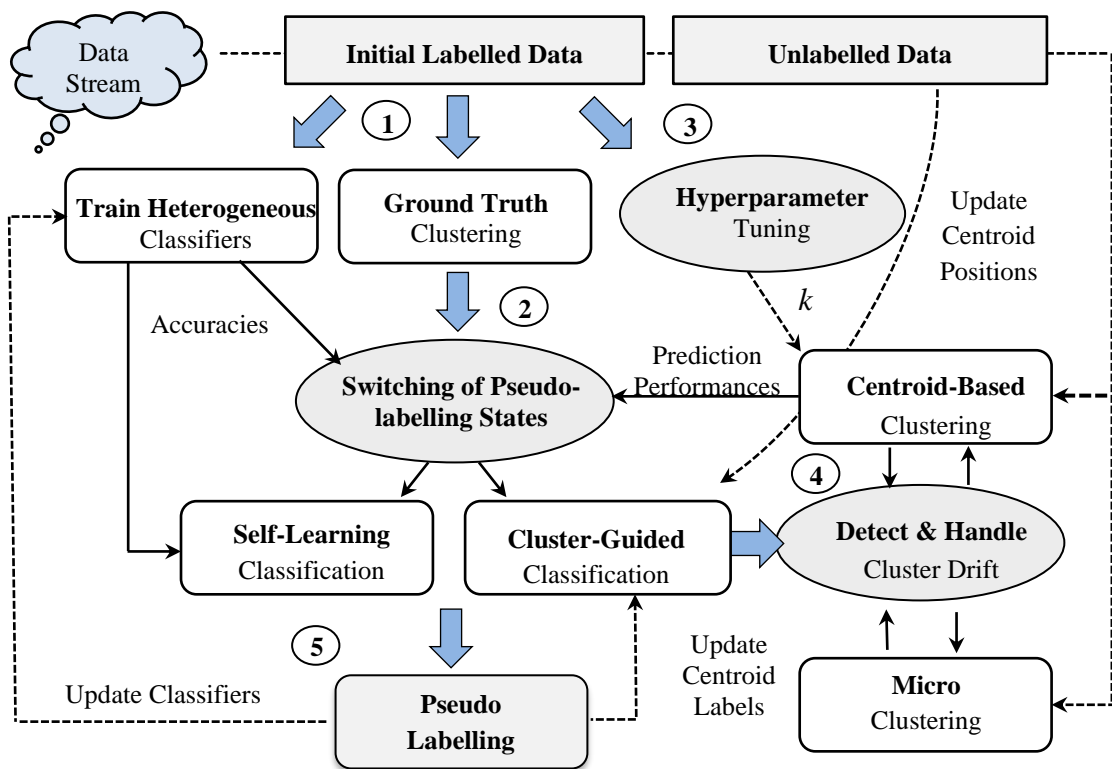 Data
Stream
Initial Labelled Data
Unlabelled Data
1
3
Train Heterogeneous
Classifiers
Ground Truth
Clustering
Hyperparameter
Tuning
Update
Centroid
Positions
2
k
Accuracies
Switching of Pseudo-
labelling States
Prediction
Performances
Centroid-Based
Clustering
4
Self-Learning
Classification
Cluster-Guided
Classification
Detect & Handle
Cluster Drift
5
Update Classifiers
Pseudo
Labelling
Update
Centroid
Labels
Micro
Clustering